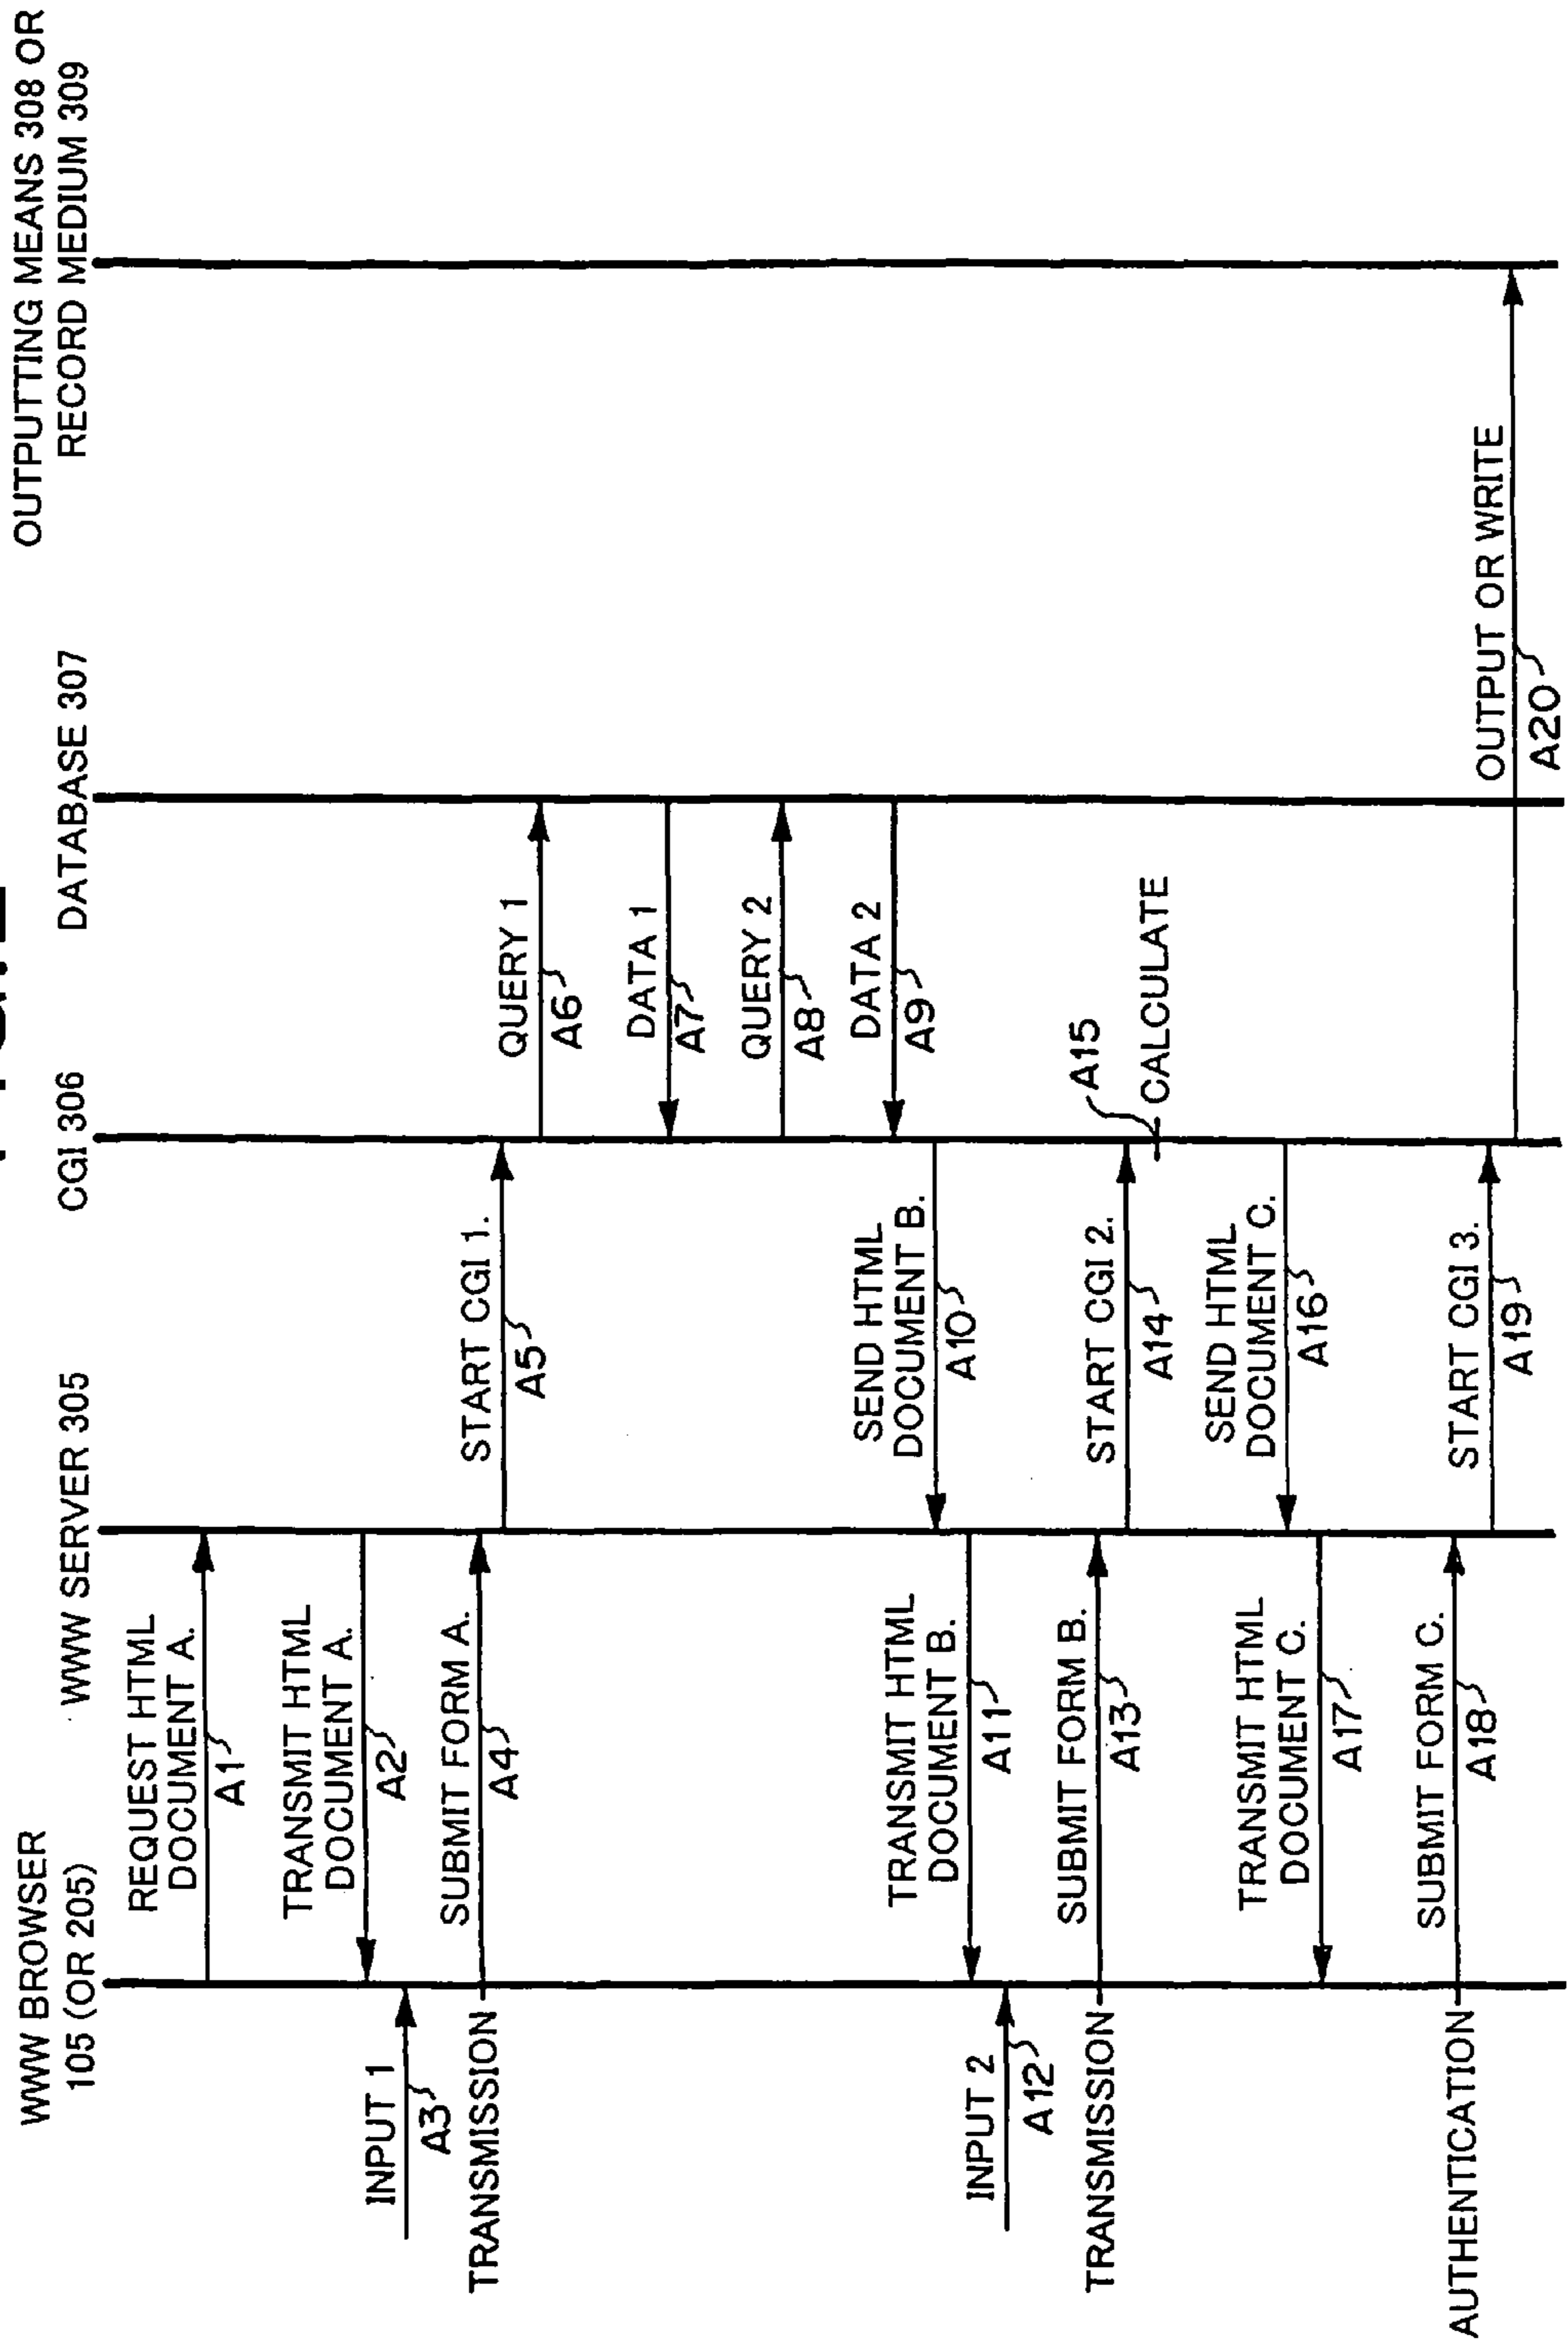 WWW BROWSER
105 (OR 205)
WWW SERVER 305
CGI 306
DATABASE 307
OUTPUTTING MEANS 308 OR
RECORD MEDIUM 309
REQUEST HTML
DOCUMENT A.
A1
TRANSMIT HTML
DOCUMENT A.
A2
INPUT 1
A3
TRANSMISSION
SUBMIT FORM A.
A4
START CGI 1.
A5
QUERY 1
A6
DATA 1
A7
QUERY 2
A8
DATA 2
A9
SEND HTML
DOCUMENT B.
A10
TRANSMIT HTML
DOCUMENT B.
A11
INPUT 2
A12
TRANSMISSION
SUBMIT FORM B.
A13
START CGI 2.
A14
A15
CALCULATE
SEND HTML
DOCUMENT C.
A16
TRANSMIT HTML
DOCUMENT C.
A17
AUTHENTICATION
SUBMIT FORM C.
A18
START CGI 3.
A19
OUTPUT OR WRITE
A20